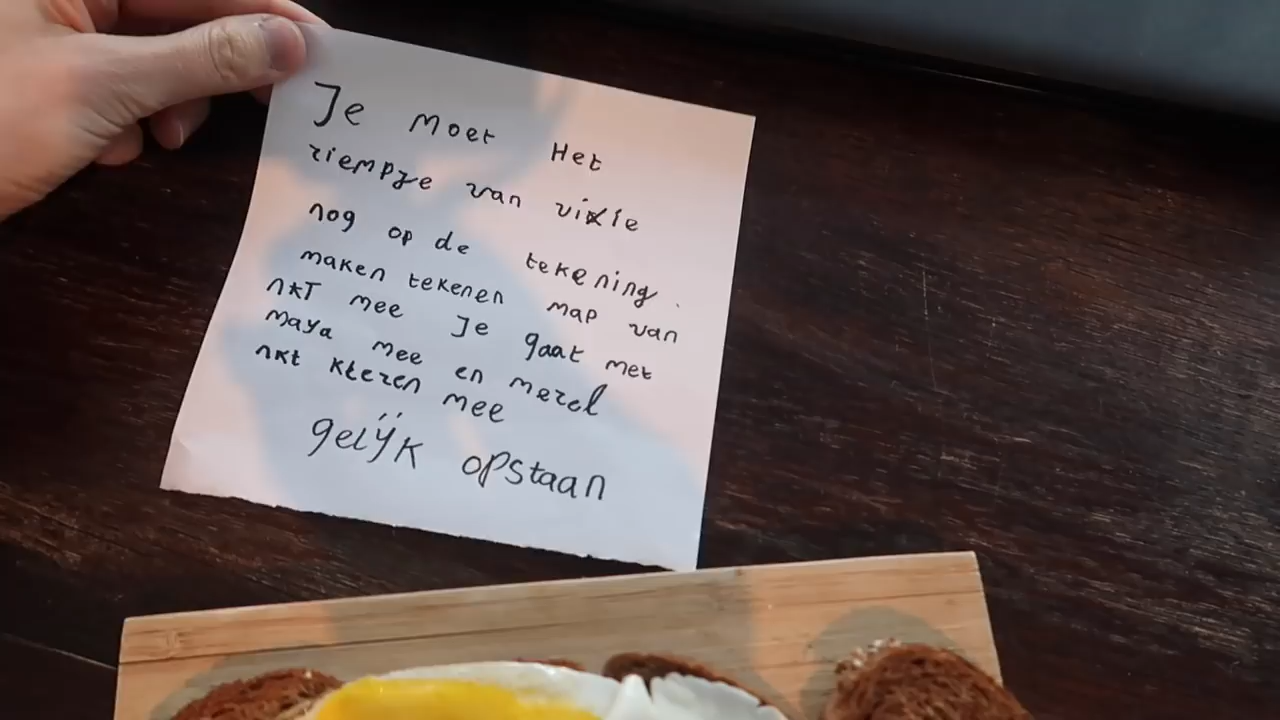 Je moet Het
riempje van vixie
nog op de tekening.
maken tekenen map van
nkt mee Je gaat met
maya mee en merel
nkt kleren mee
gelÿk opstaan